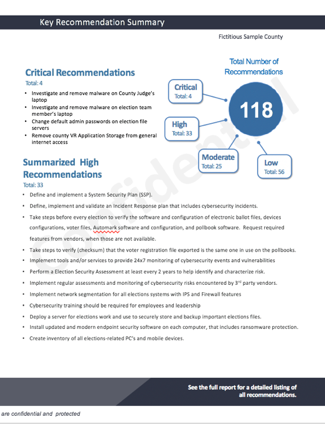 Key Recommendation Summary
Fictitious Sample County
Critical Recommendations
Total: 4
• Investigate and remove malware on County Judge's
laptop
• Investigate and remove malware on election team
member's laptop
• Change default admin passwords on election file
servers
• Remove county VR Application Storage from general
internet access
Total Number of
Recommendations
Critical
Total: 4
118
High
Total: 33
Moderate
Total: 25
Low
Total: 56
Summarized High
Recommendations
Total: 33
• Define and implement a System Security Plan (SSP).
• Define, implement and validate an Incident Response plan that includes cybersecurity incidents.
• Take steps before every election to verify the software and configuration of electronic ballot files, devices
configurations, voter files, Automark software and configuration, and pollbook software. Request required
features from vendors, when those are not available.
• Take steps to verify (checksum) that the voter registration file exported is the same one in use on the pollbooks.
• Implement tools and/or services to provide 24x7 monitoring of cybersecurity events and vulnerabilities
• Perform a Election Security Assessment at least every 2 years to help identify and characterize risk.
• Implement regular assessments and monitoring of cybersecurity risks encountered by 3rd party vendors.
• Implement network segmentation for all elections systems with IPS and Firewall features
• Cybersecurity training should be required for employees and leadership
• Deploy a server for elections work and use to securely store and backup important elections files.
• Install updated and modern endpoint security software on each computer, that includes ransomware protection.
• Create inventory of all elections-related PC's and mobile devices.
See the full report for a detailed listing of
all recommendations.
are confidential and protected